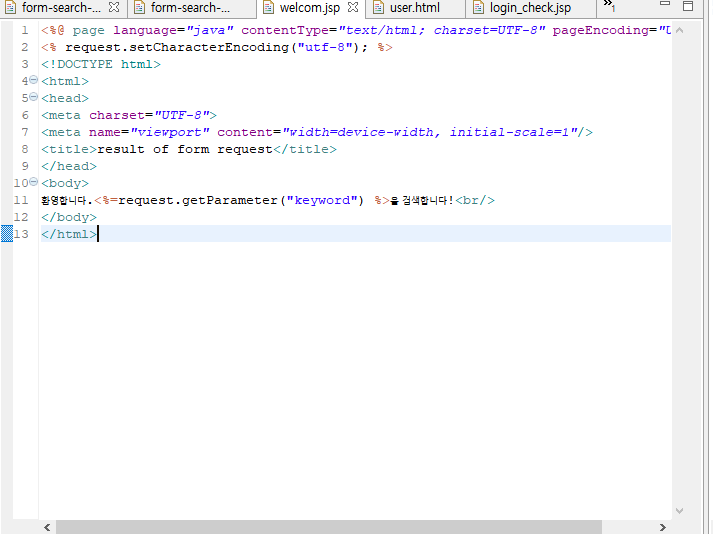 form-search-...
form-search-...
welcom.jsp
user.html
login_check.jsp
1
1 <%@ page language="java" contentType="text/html; charset=UTF-8" pageEncoding="
2 <% request.setCharacterEncoding("utf-8"); %>
3 <!DOCTYPE html>
4 <html>
5 <head>
6 <meta charset="UTF-8">
7 <meta name="viewport" content="width=device-width, initial-scale=1"/>
8 <title>result of form request</title>
9 </head>
10 <body>
11 환영합니다.<%=request.getParameter("keyword") %>을 검색합니다!<br/>
12 </body>
13 </html>